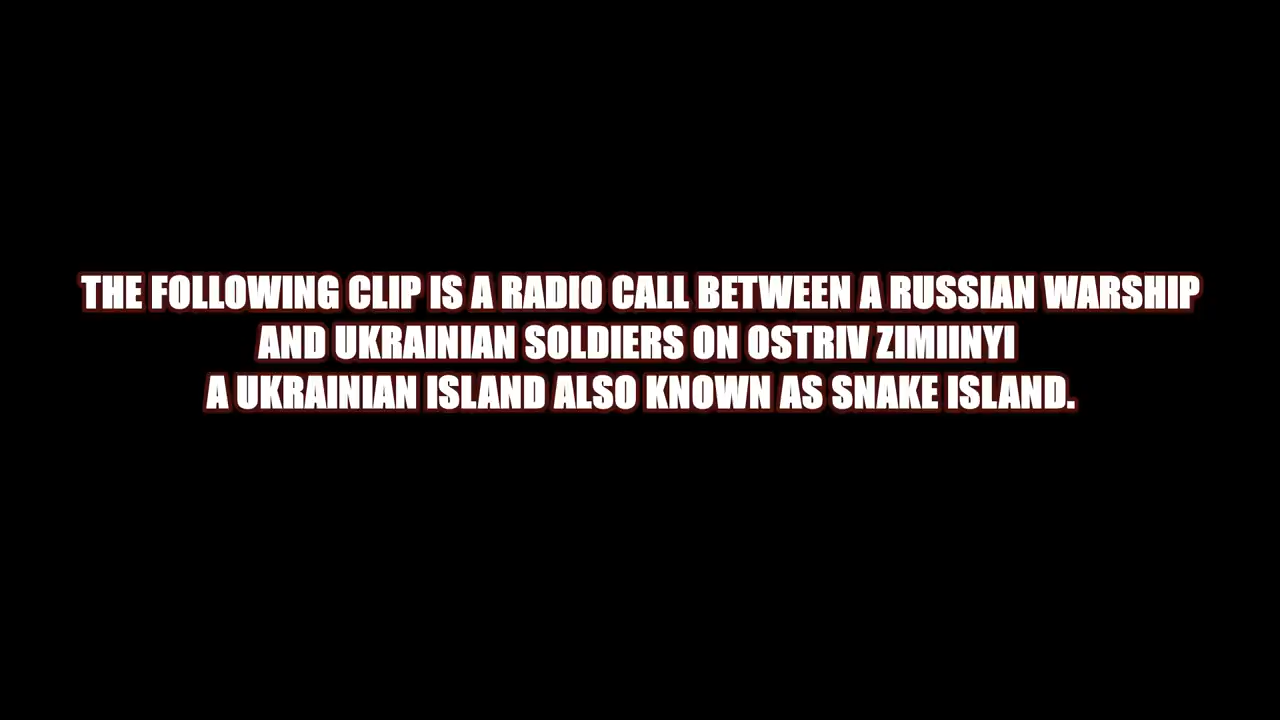 THE FOLLOWING CLIP IS A RADIO CALL BETWEEN A RUSSIAN WARSHIP
AND UKRAINIAN SOLDIERS ON OSTRIV ZIMIINYI
A UKRAINIAN ISLAND ALSO KNOWN AS SNAKE ISLAND.